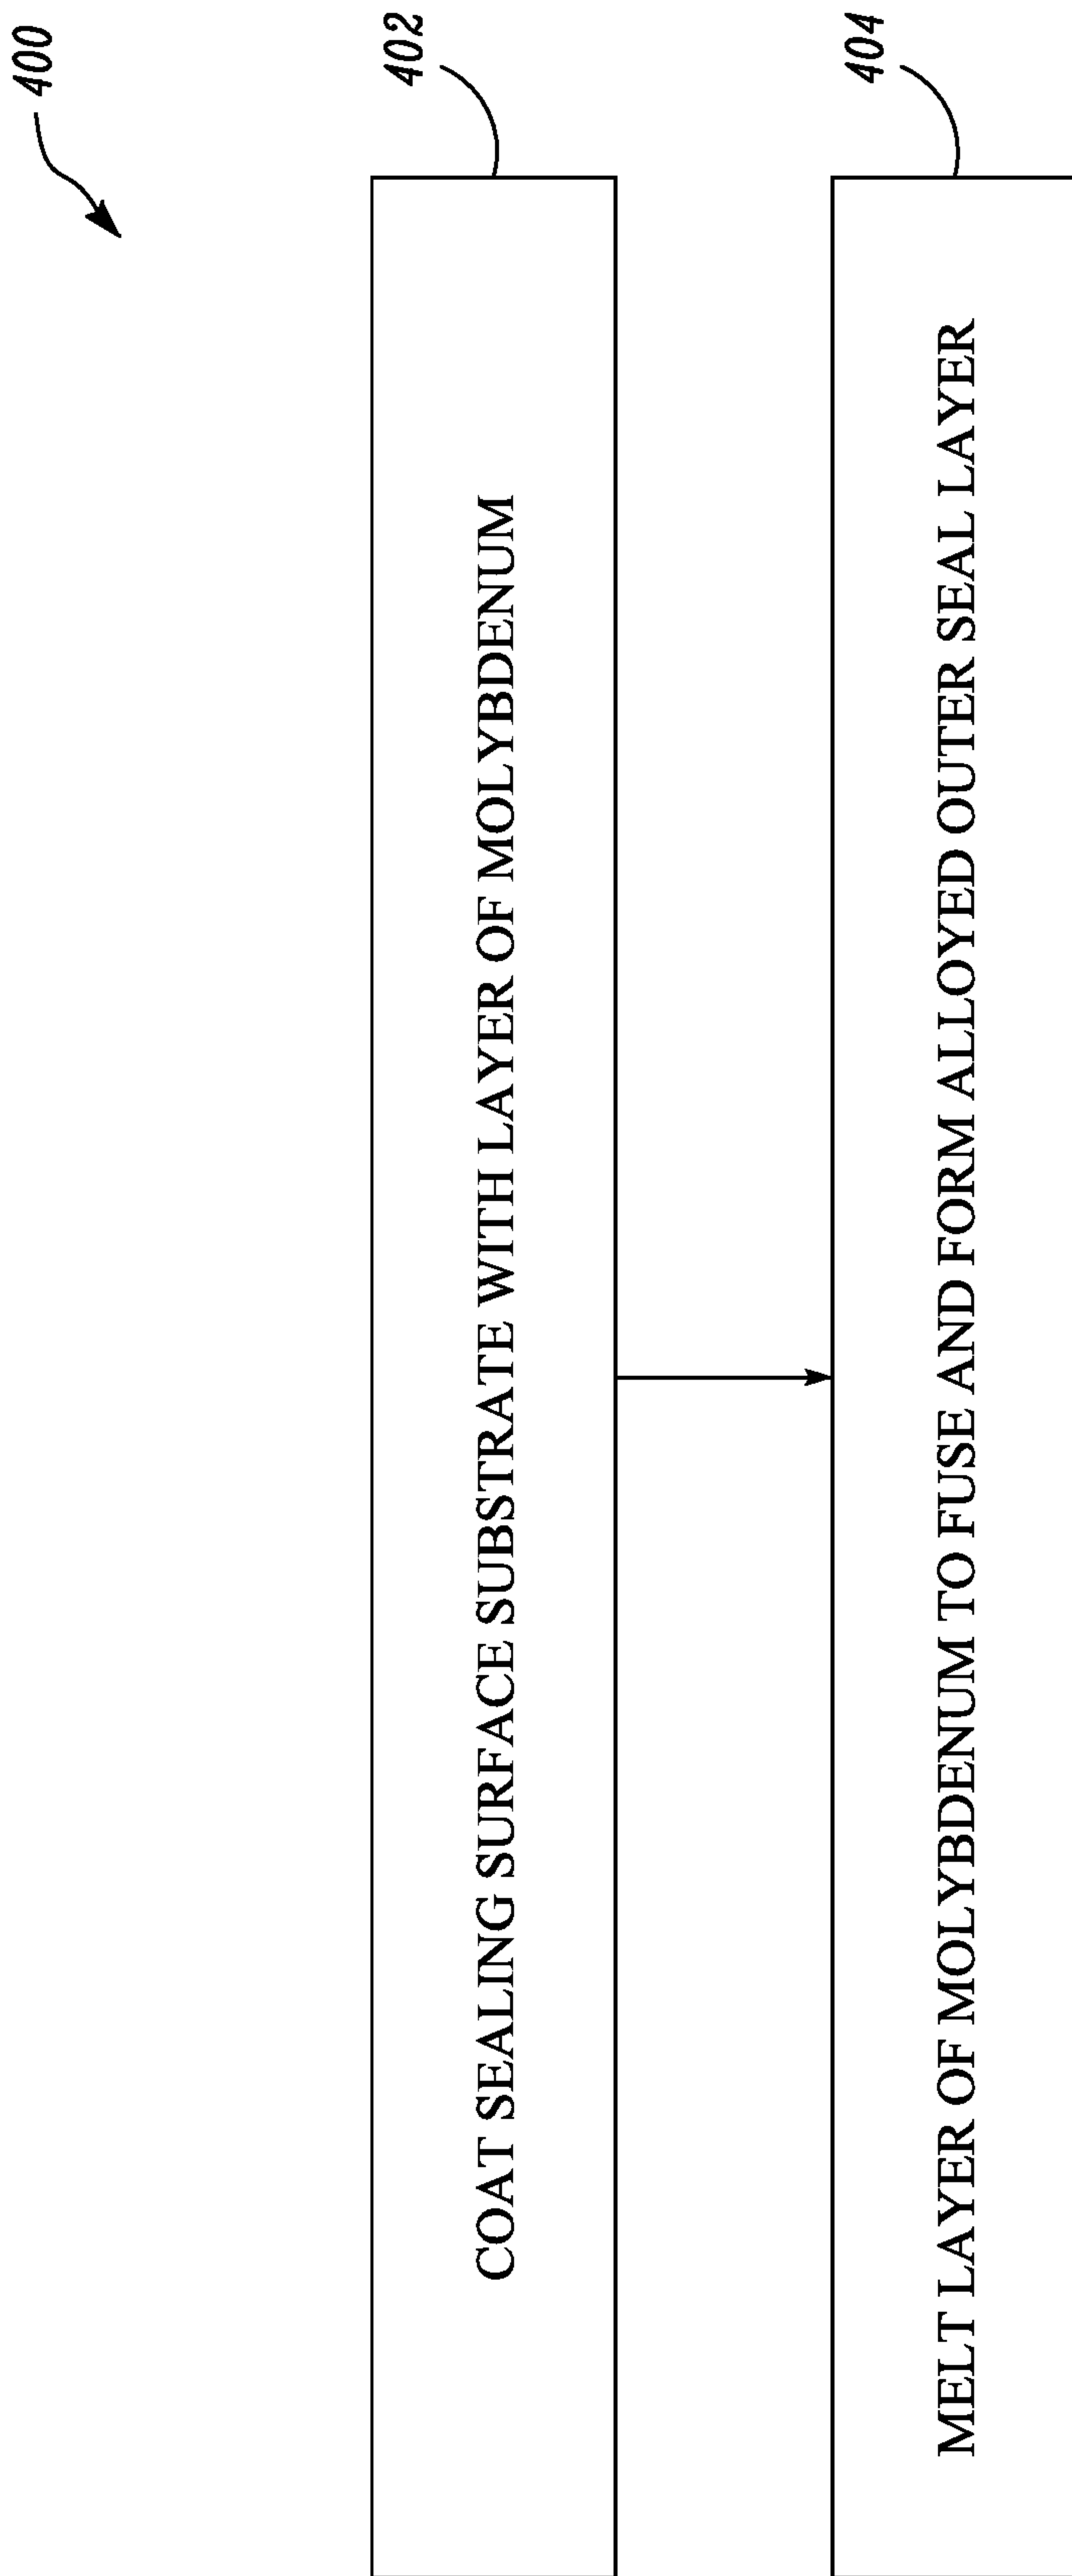 400
402
COAT SEALING SURFACE SUBSTRATE WITH LAYER OF MOLYBDENUM
404
MELT LAYER OF MOLYBDENUM TO FUSE AND FORM ALLOYED OUTER SEAL LAYER